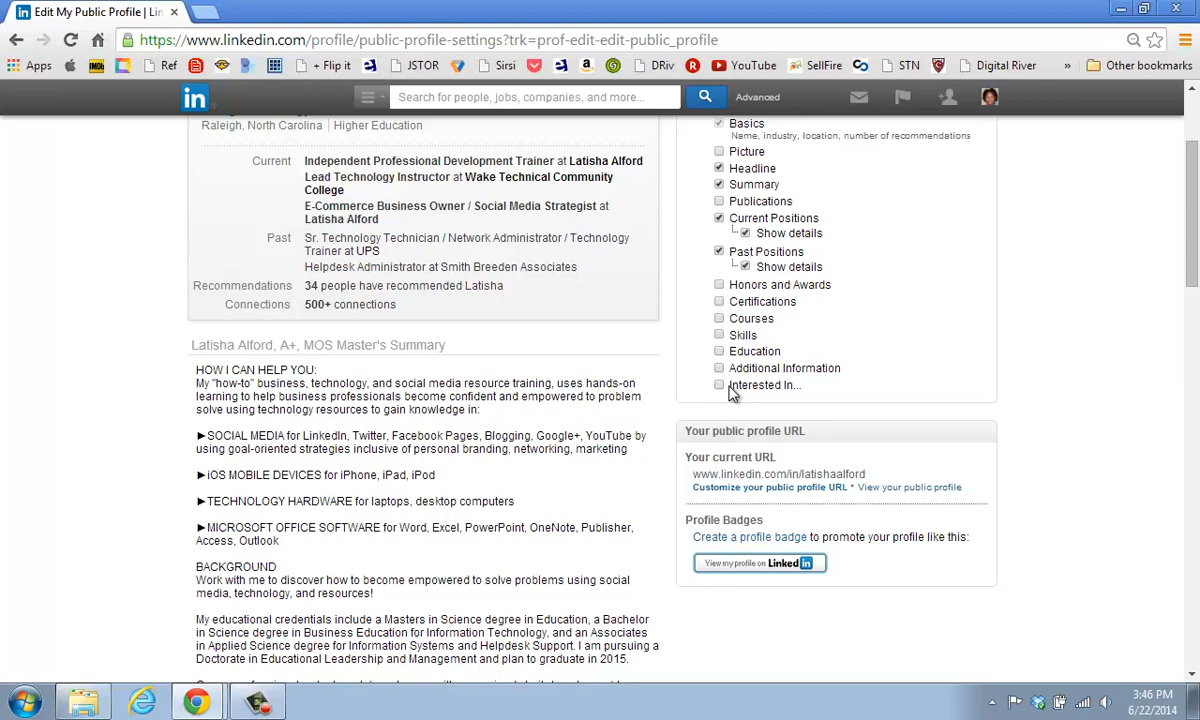 Edit My Public Profile | Lin
https://www.linkedin.com/profile/public-profile-settings?trk=prof-edit-edit-public_profile
Apps
IMDb
Ref
+ Flip it
JSTOR
Sirsi
DRiv
YouTube
SellFire
STN
Digital River
»
Other bookmarks
in
Search for people, jobs, companies, and more...
Advanced
Raleigh, North Carolina | Higher Education
Current
Independent Professional Development Trainer at Latisha Alford
Lead Technology Instructor at Wake Technical Community
College
E-Commerce Business Owner / Social Media Strategist at
Latisha Alford
Past
Sr. Technology Technician / Network Administrator / Technology
Trainer at UPS
Helpdesk Administrator at Smith Breeden Associates
Recommendations
34 people have recommended Latisha
Connections
500+ connections
Latisha Alford, A+, MOS Master's Summary
HOW I CAN HELP YOU:
My "how-to" business, technology, and social media resource training, uses hands-on
learning to help business professionals become confident and empowered to problem
solve using technology resources to gain knowledge in:
►SOCIAL MEDIA for LinkedIn, Twitter, Facebook Pages, Blogging, Google+, YouTube by
using goal-oriented strategies inclusive of personal branding, networking, marketing
►iOS MOBILE DEVICES for iPhone, iPad, iPod
►TECHNOLOGY HARDWARE for laptops, desktop computers
►MICROSOFT OFFICE SOFTWARE for Word, Excel, PowerPoint, OneNote, Publisher,
Access, Outlook
BACKGROUND
Work with me to discover how to become empowered to solve problems using social
media, technology, and resources!
My educational credentials include a Masters in Science degree in Education, a Bachelor
in Science degree in Business Education for Information Technology, and an Associates
in Applied Science degree for Information Systems and Helpdesk Support. I am pursuing a
Doctorate in Educational Leadership and Management and plan to graduate in 2015.
Basics
Name, industry, location, number of recommendations
Picture
Headline
Summary
Publications
Current Positions
Show details
Past Positions
Show details
Honors and Awards
Certifications
Courses
Skills
Education
Additional Information
Interested In...
Your public profile URL
Your current URL
www.linkedin.com/in/latishaalford
Customize your public profile URL * View your public profile
Profile Badges
Create a profile badge to promote your profile like this:
View my profile on Linked in
3:46 PM
6/22/2014